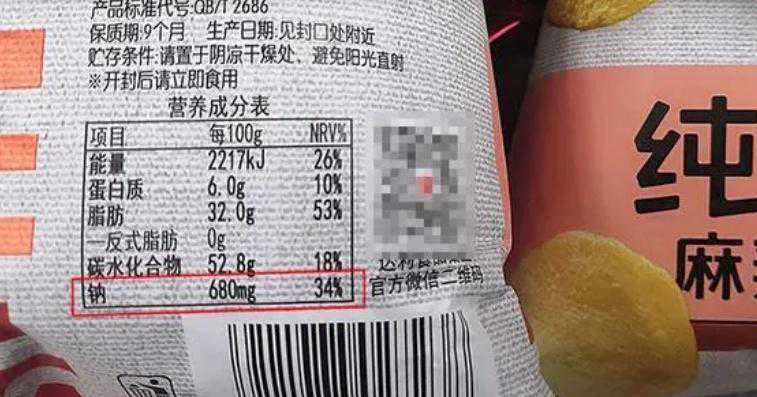 产品标准代号:QB/T 2686
保质期:9个月 生产日期:见封口处附近
贮存条件:请置于阴凉干燥处、避免阳光直射
※开封后请立即食用
营养成分表
项目 每100g NRV%
能量 2217kJ 26%
蛋白质 6.0g 10%
脂肪 32.0g 53%
—反式脂肪 0g
碳水化合物 52.8g 18%
钠 680mg 34%
官方微信二维码
纯
麻